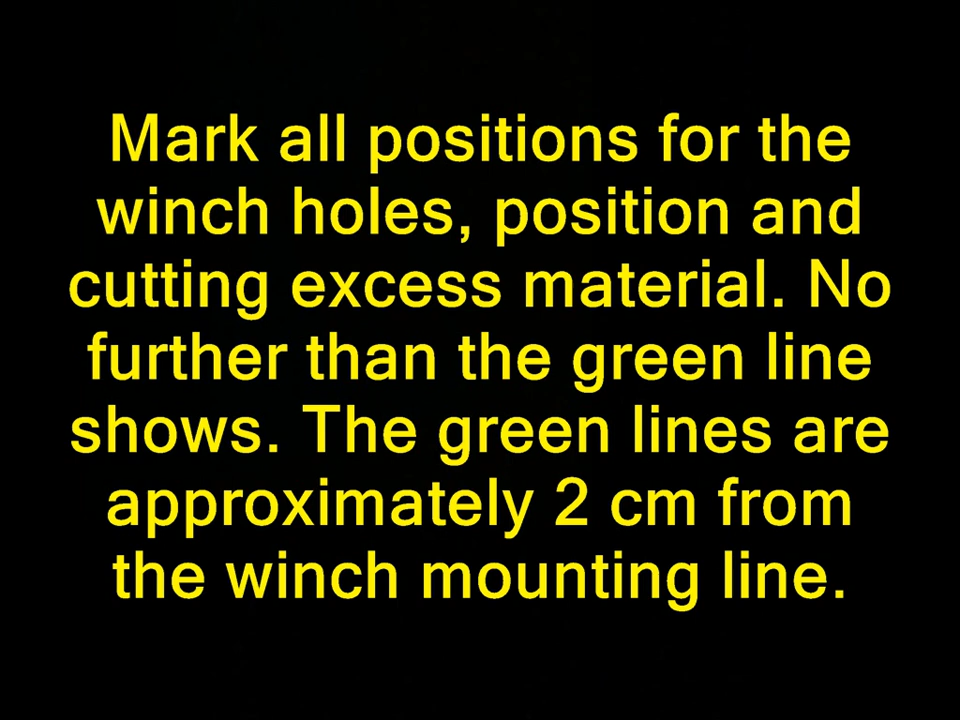 Mark all positions for the
winch holes, position and
cutting excess material. No
further than the green line
shows. The green lines are
approximately 2 cm from
the winch mounting line.